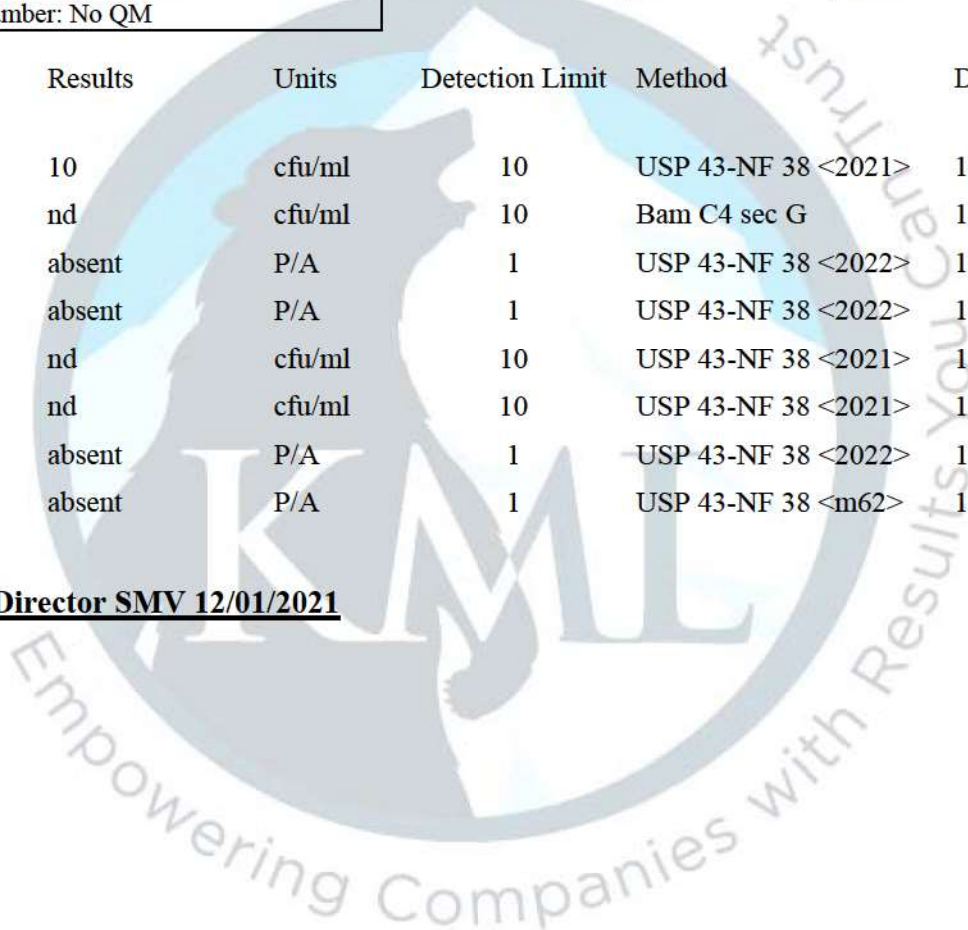 umber: No QM
Results Units Detection Limit Method D
10 cfu/ml 10 USP 43-NF 38 <2021> 1
nd cfu/ml 10 Bam C4 sec G 1
absent P/A 1 USP 43-NF 38 <2022> 1
absent P/A 1 USP 43-NF 38 <2022> 1
nd cfu/ml 10 USP 43-NF 38 <2021> 1
nd cfu/ml 10 USP 43-NF 38 <2021> 1
absent P/A 1 USP 43-NF 38 <2022> 1
absent P/A 1 USP 43-NF 38 <m62> 1
Director SMV 12/01/2021
KML
Empowering Companies with Results You Can Trust